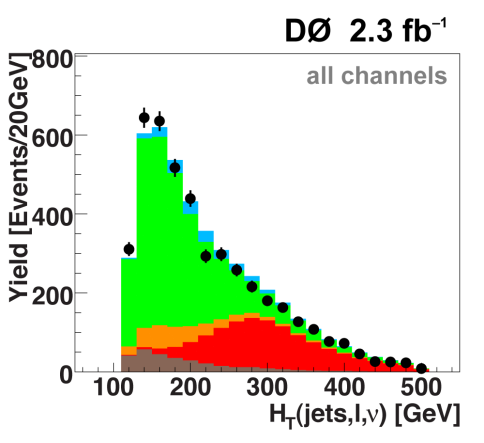 DØ 2.3 fb⁻¹
all channels
Yield [Events/20GeV]
800
600
400
200
0
100 200 300 400 500
H_T(jets,l,ν) [GeV]